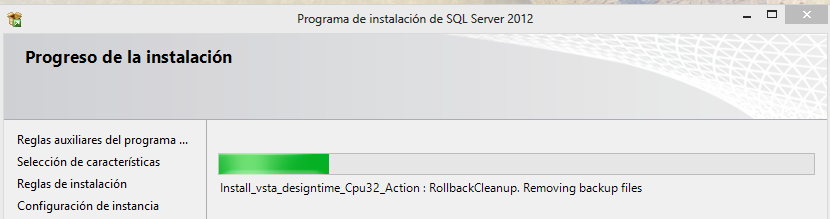 Programa de instalación de SQL Server 2012
Progreso de la instalación
Reglas auxiliares del programa ...
Selección de características
Reglas de instalación
Configuración de instancia
Install_vsta_designtime_Cpu32_Action : RollbackCleanup. Removing backup files